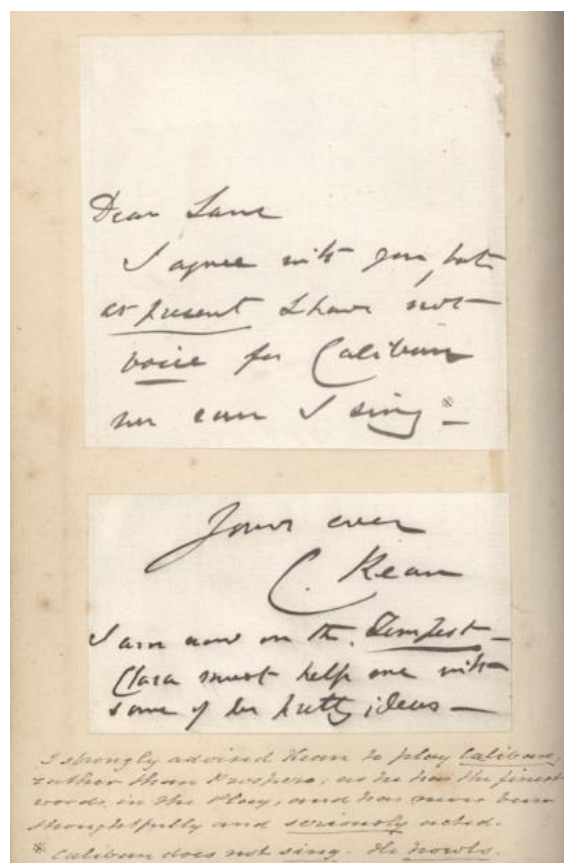 Dear Lane
I agree with you, but
at present I have not
voice for Caliban
nor can I sing *
Yours ever
C. Kean
I am now on the Tempest
Clara must help me with
some of her pretty ideas
I strongly advised Kean to play Caliban,
rather than Prospero; as he has the finest
words in the Play, and has never been
thoughtfully and seriously acted.
* Caliban does not sing. He howls.